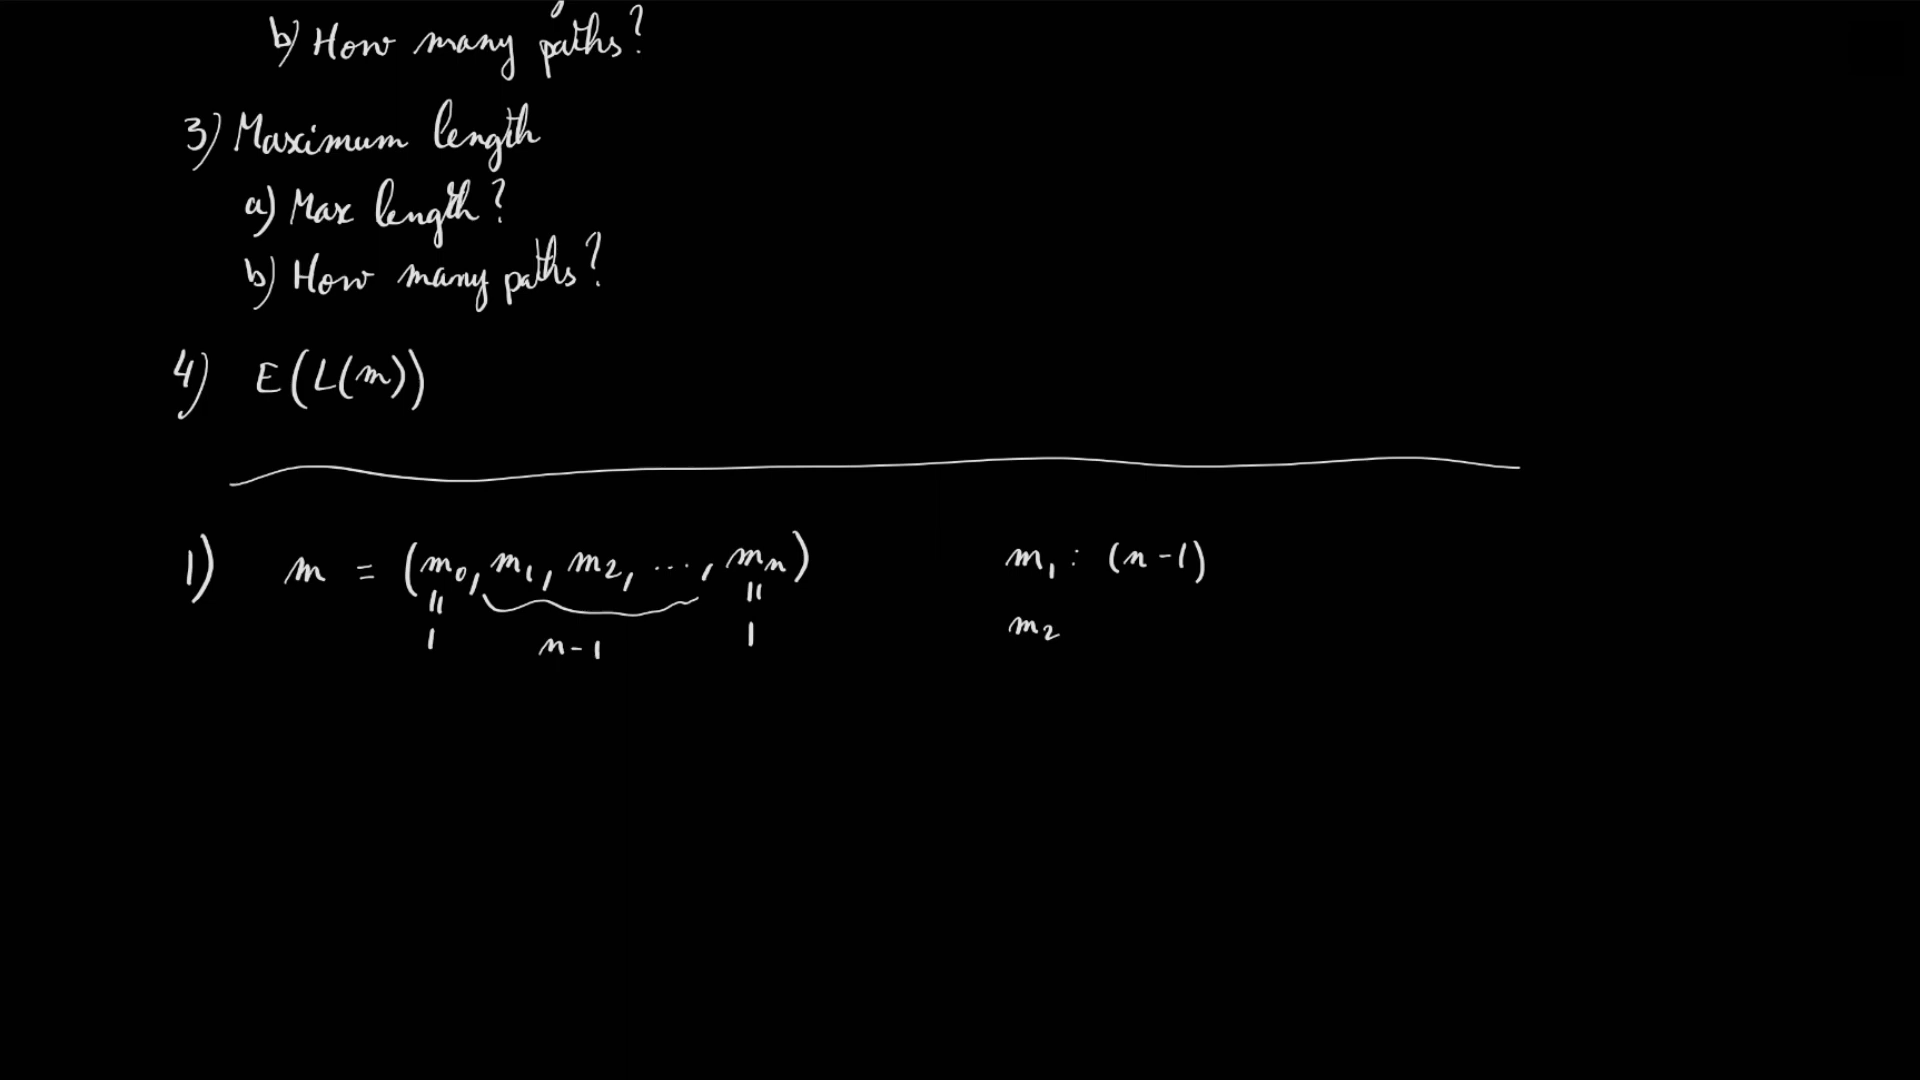 b) How many paths?
3) Maximum length
a) Max length?
b) How many paths?
4) E(L(m))
1) m = (m₀, m₁, m₂, ..., mₙ) m₁ : (n-1)
= = m₂
1 n-1 1